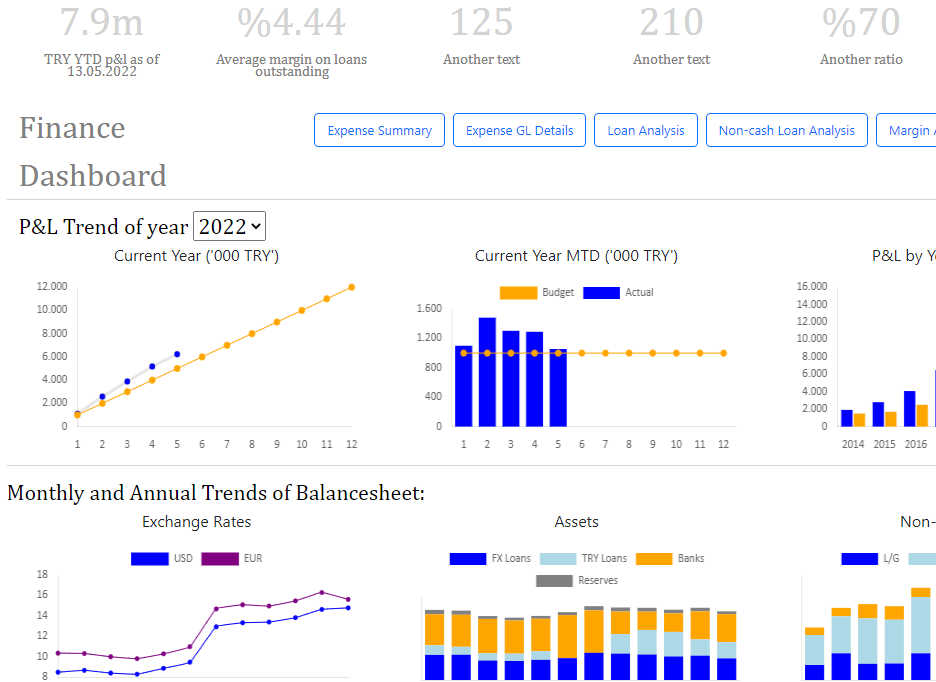 7.9m
TRY YTD p&l as of
13.05.2022
%4.44
Average margin on loans
outstanding
125
Another text
210
Another text
%70
Another ratio
Finance
Dashboard
Expense Summary
Expense GL Details
Loan Analysis
Non-cash Loan Analysis
Margin
P&L Trend of year 2022
Current Year ('000 TRY')
12.000
10.000
8.000
6.000
4.000
2.000
0
1 2 3 4 5 6 7 8 9 10 11 12
Current Year MTD ('000 TRY')
Budget Actual
1.600
1.200
800
400
0
1 2 3 4 5 6 7 8 9 10 11 12
P&L by
16.000
14.000
12.000
10.000
8.000
6.000
4.000
2.000
0
2014 2015 2016
Monthly and Annual Trends of Balancesheet:
Exchange Rates
USD EUR
18
16
14
12
10
8
Assets
FX Loans TRY Loans Banks
Reserves
Non-
L/G